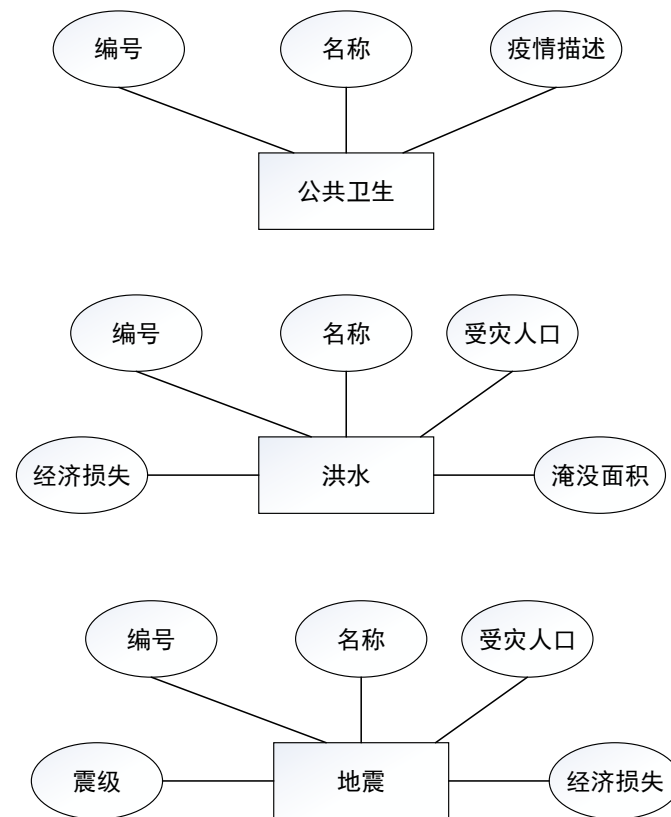 编号 名称 疫情描述
公共卫生
编号 名称 受灾人口
经济损失 洪水 淹没面积
编号 名称 受灾人口
震级 地震 经济损失